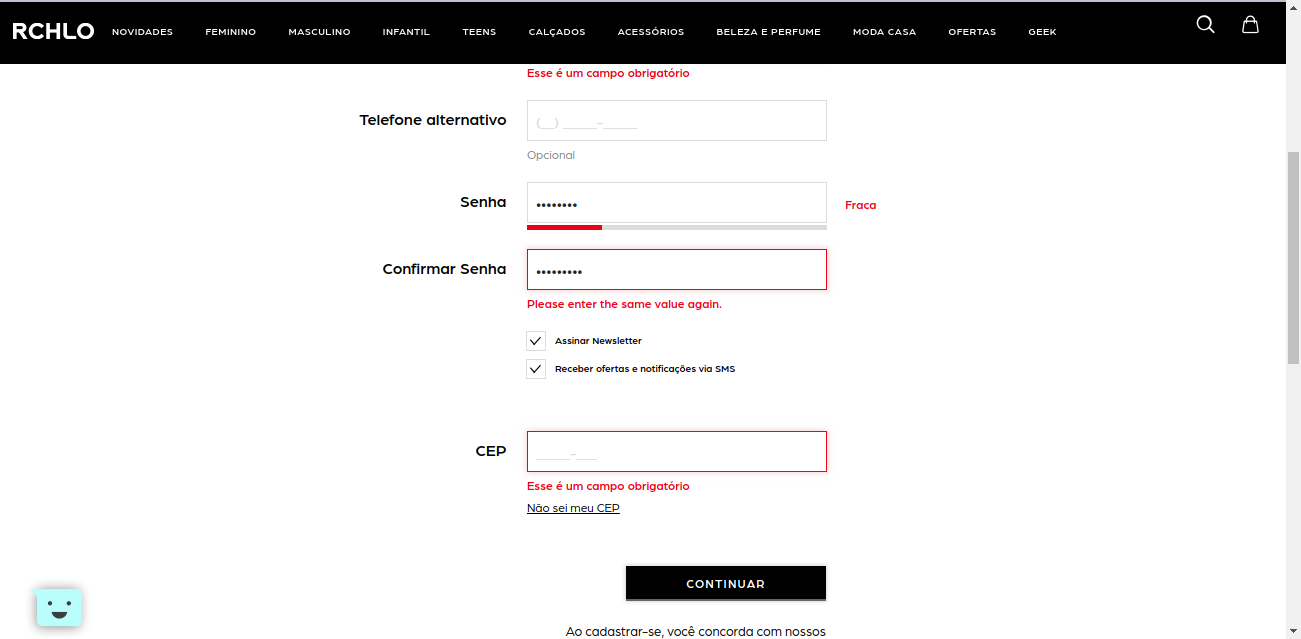 RCHLO NOVIDADES FEMININO MASCULINO INFANTIL TEENS CALÇADOS ACESSÓRIOS BELEZA E PERFUME MODA CASA OFERTAS GEEK
Esse é um campo obrigatório
Telefone alternativo (__) _____-_____
Opcional
Senha •••••••• Fraca
Confirmar Senha •••••••••
Please enter the same value again.
Assinar Newsletter
Receber ofertas e notificações via SMS
CEP _____-___
Esse é um campo obrigatório
Não sei meu CEP
CONTINUAR
Ao cadastrar-se, você concorda com nossos